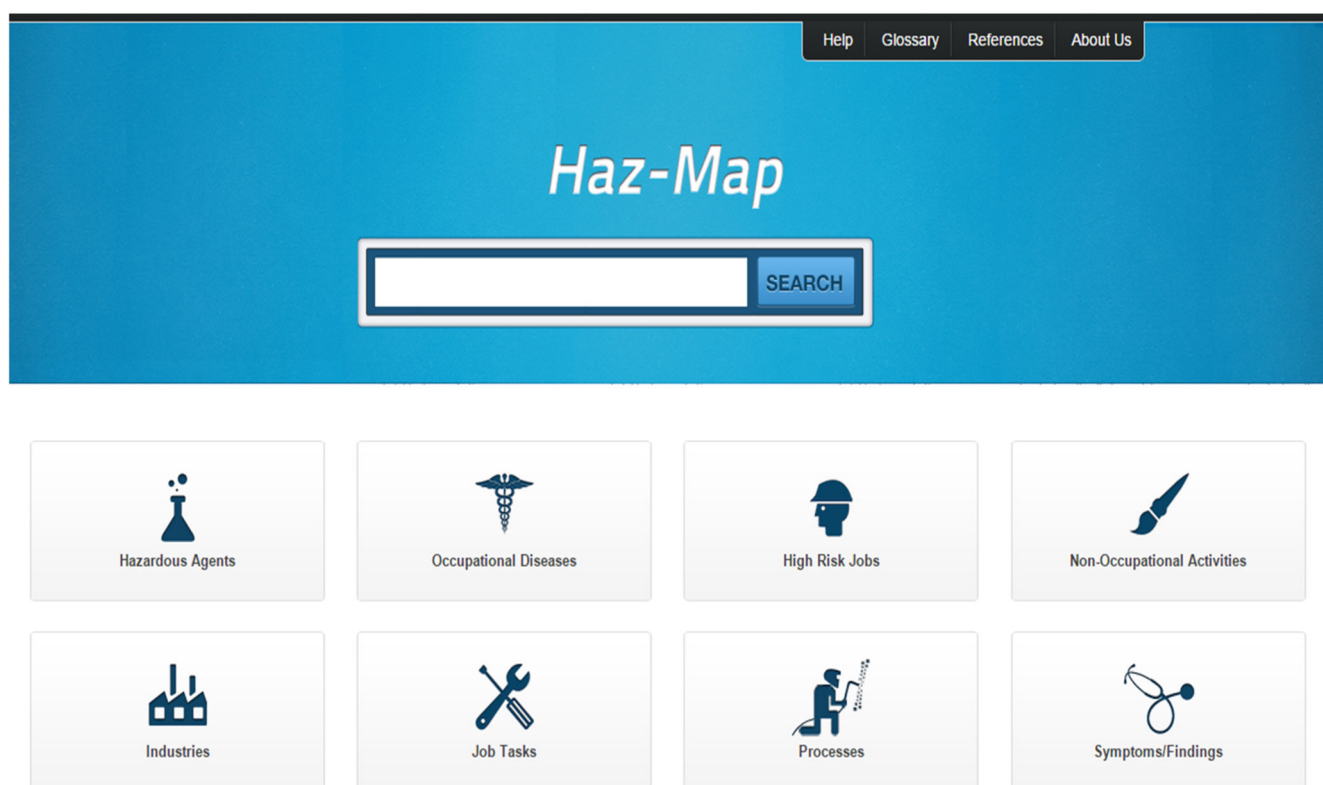 Help Glossary References About Us
Haz-Map
SEARCH
Hazardous Agents Occupational Diseases High Risk Jobs Non-Occupational Activities
Industries Job Tasks Processes Symptoms/Findings